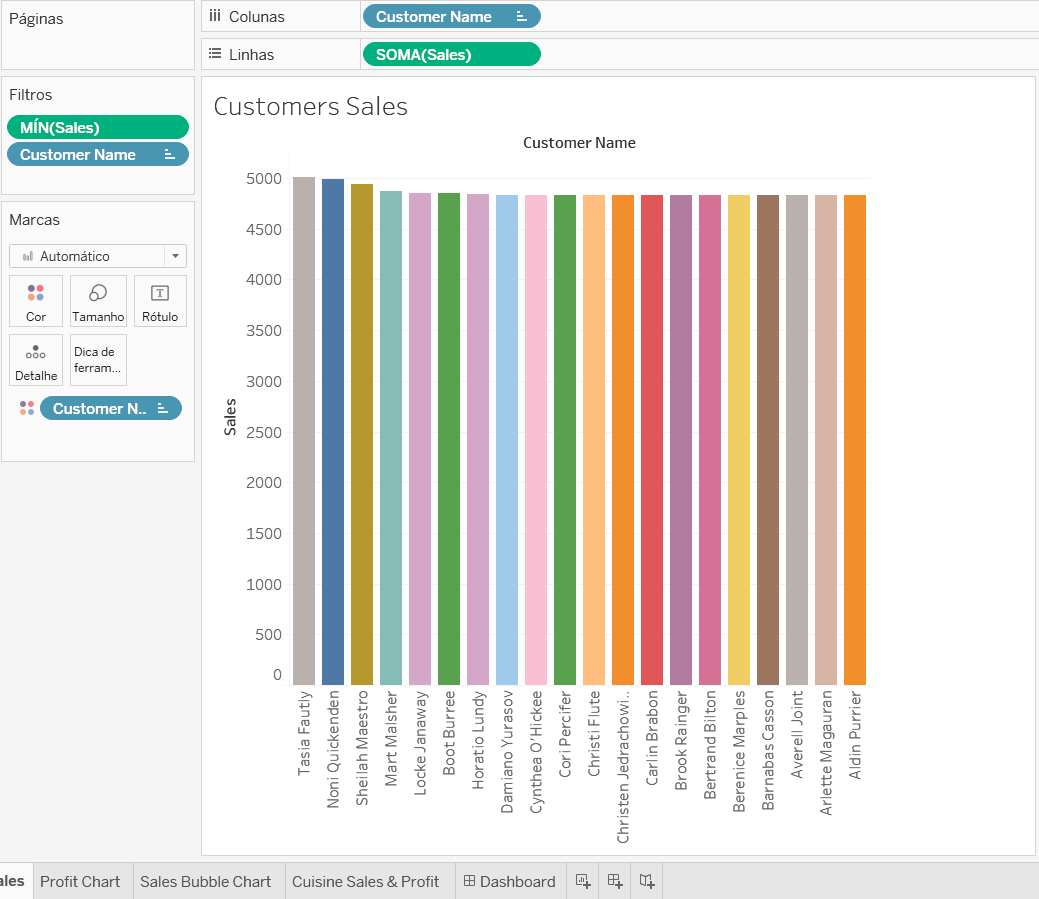 Páginas
Colunas
Customer Name
Linhas
SOMA(Sales)
Filtros
MÍN(Sales)
Customer Name
Marcas
Automático
Cor
Tamanho
T
Rótulo
Detalhe
Dica de
ferram...
Customer N..
Customers Sales
Customer Name
Sales
5000
4500
4000
3500
3000
2500
2000
1500
1000
500
0
Tasia Fautly
Noni Quickenden
Sheilah Maestro
Mart Malsher
Locke Janaway
Boot Burree
Horatio Lundy
Damiano Yurasov
Cynthea O'Hickee
Cori Percifer
Christi Flute
Christen Jedrachowi..
Carlin Brabon
Brook Rainger
Bertrand Bilton
Berenice Marples
Barnabas Casson
Averell Joint
Arlette Magauran
Aldin Purrier
ales
Profit Chart
Sales Bubble Chart
Cuisine Sales & Profit
Dashboard